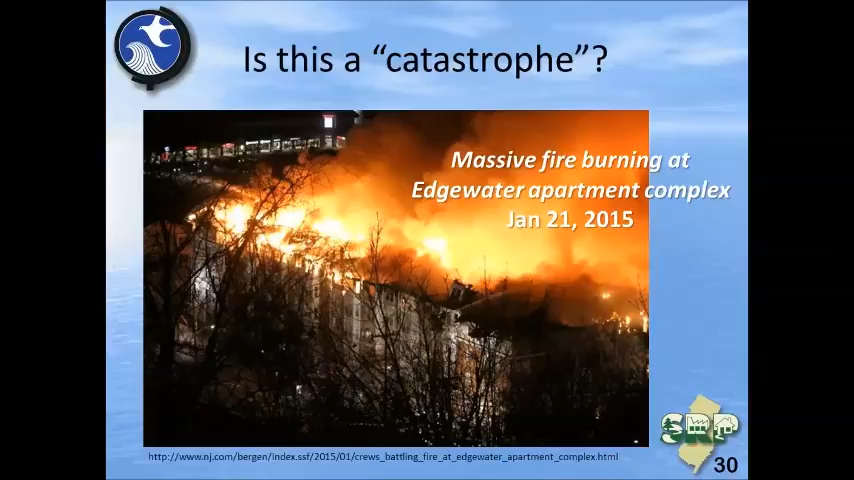 Is this a “catastrophe”?
Massive fire burning at
Edgewater apartment complex
Jan 21, 2015
http://www.nj.com/bergen/index.ssf/2015/01/crews_battling_fire_at_edgewater_apartment_complex.html
SRP
30